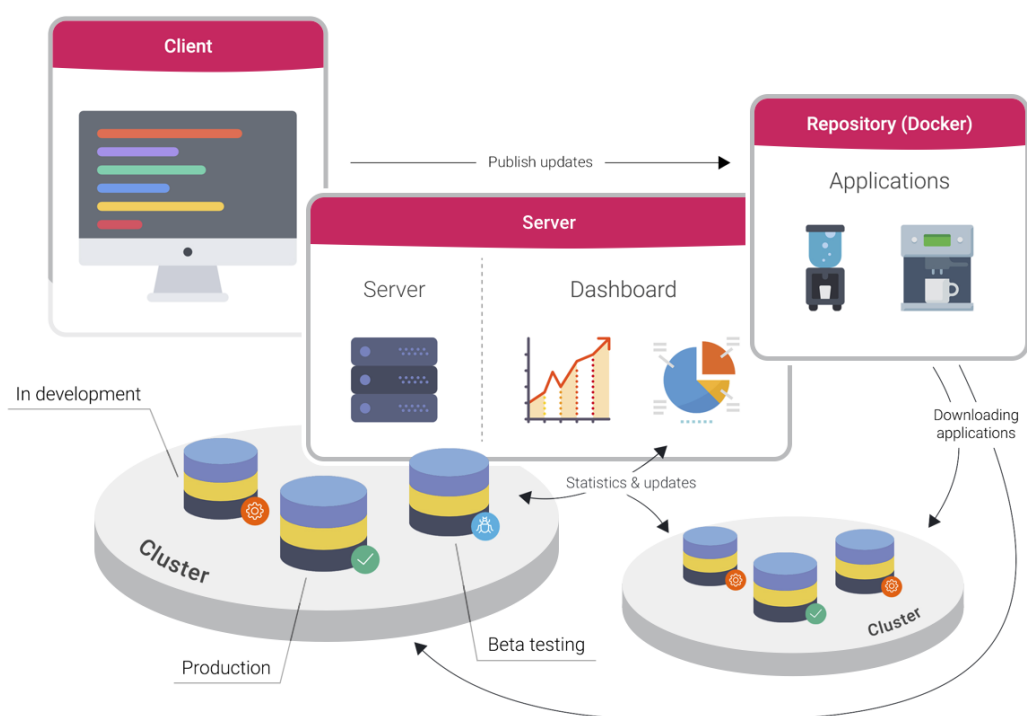 Client
Repository (Docker)
Publish updates
Applications
Server
Server
Dashboard
In development
Downloading
applications
Statistics & updates
Cluster
Cluster
Beta testing
Production